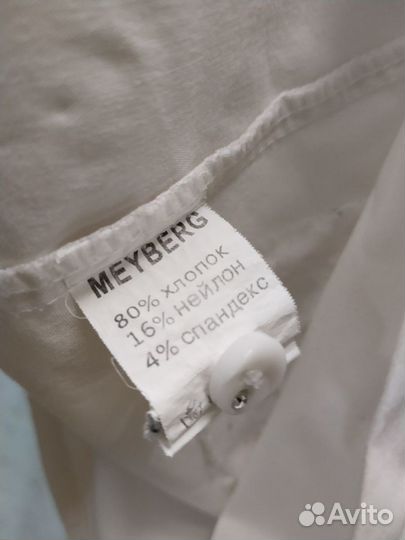 MEYBERG
80% хлопок
16% нейлон
4% спандекс
Avito